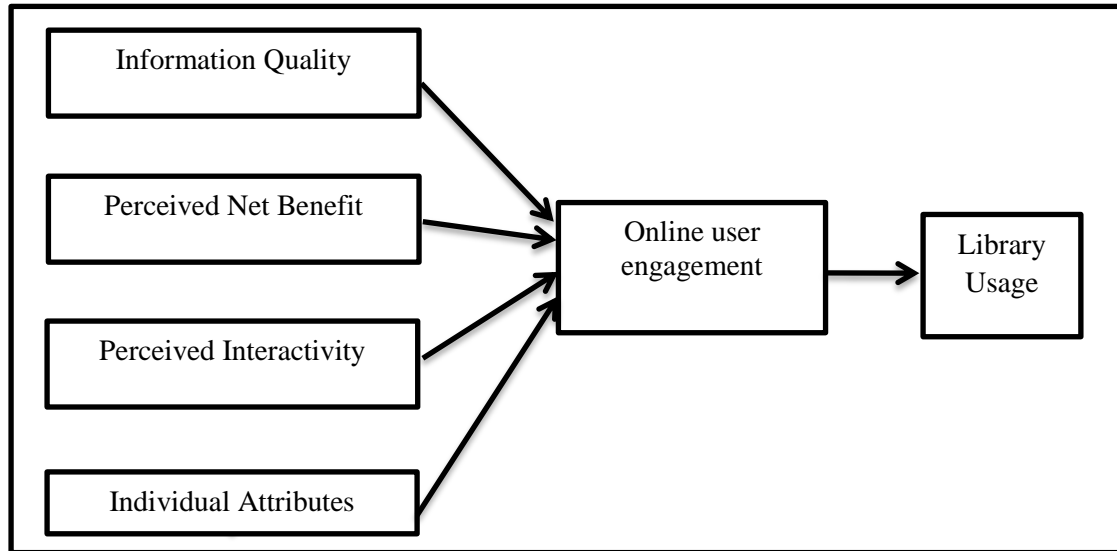 Information Quality
Perceived Net Benefit
Perceived Interactivity
Individual Attributes
Online user
engagement
Library
Usage